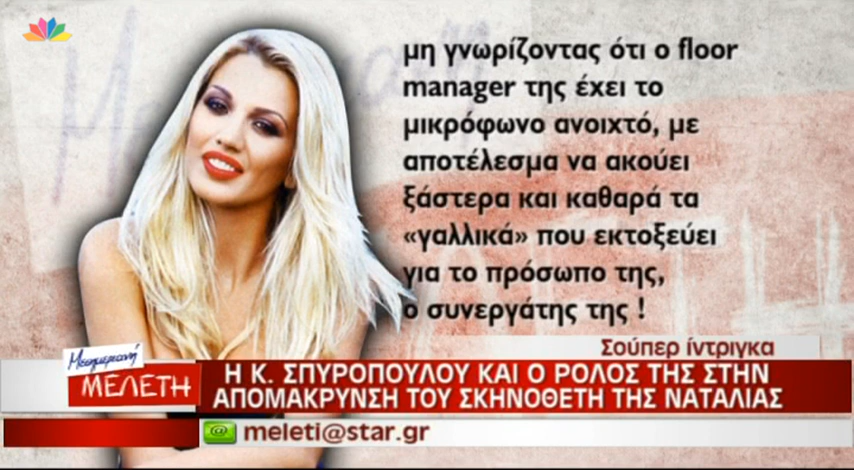 μη γνωρίζοντας ότι ο floor
manager της έχει το
μικρόφωνο ανοιχτό, με
αποτέλεσμα να ακούει
ξάστερα και καθαρά τα
«γαλλικά» που εκτοξεύει
για το πρόσωπο της,
ο συνεργάτης της !
Σούπερ ίντριγκα
Μεσημεριανή
ΜΕΛΕΤΗ
Η Κ. ΣΠΥΡΟΠΟΥΛΟΥ ΚΑΙ Ο ΡΟΛΟΣ ΤΗΣ ΣΤΗΝ
ΑΠΟΜΑΚΡΥΝΣΗ ΤΟΥ ΣΚΗΝΟΘΕΤΗ ΤΗΣ ΝΑΤΑΛΙΑΣ
@ meleti@star.gr